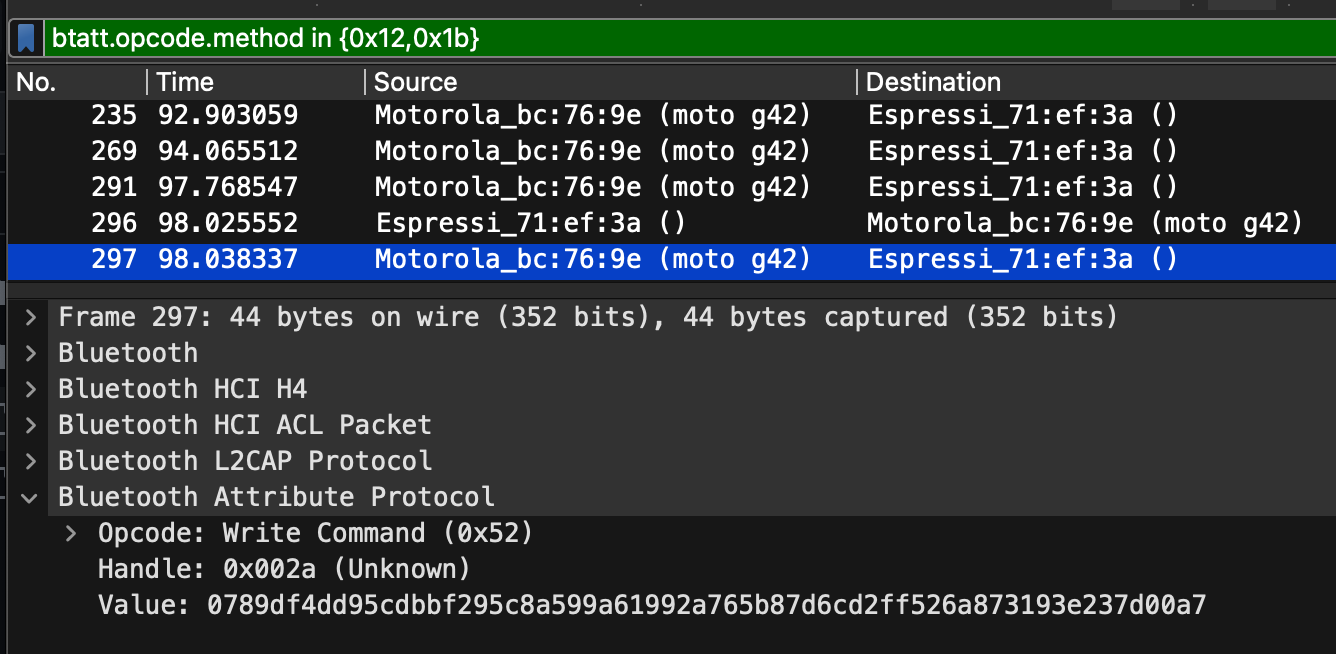 btatt.opcode.method in {0x12,0x1b}
No. Time Source Destination
235 92.903059 Motorola_bc:76:9e (moto g42) Espressi_71:ef:3a ()
269 94.065512 Motorola_bc:76:9e (moto g42) Espressi_71:ef:3a ()
291 97.768547 Motorola_bc:76:9e (moto g42) Espressi_71:ef:3a ()
296 98.025552 Espressi_71:ef:3a () Motorola_bc:76:9e (moto g42)
297 98.038337 Motorola_bc:76:9e (moto g42) Espressi_71:ef:3a ()
Frame 297: 44 bytes on wire (352 bits), 44 bytes captured (352 bits)
Bluetooth
Bluetooth HCI H4
Bluetooth HCI ACL Packet
Bluetooth L2CAP Protocol
Bluetooth Attribute Protocol
Opcode: Write Command (0x52)
Handle: 0x002a (Unknown)
Value: 0789df4dd95cdbbf295c8a599a61992a765b87d6cd2ff526a873193e237d00a7